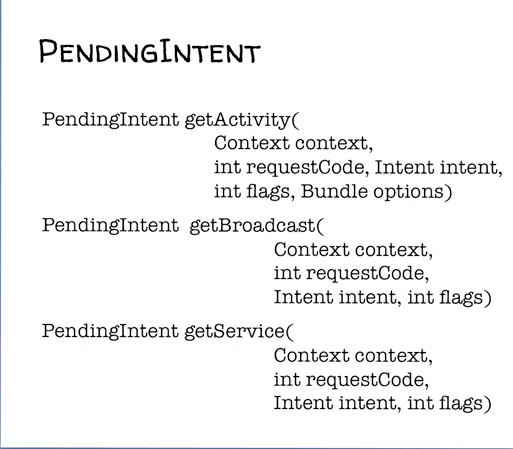 PENDINGINTENT
PendingIntent getActivity(
Context context,
int requestCode, Intent intent,
int flags, Bundle options)
PendingIntent getBroadcast(
Context context,
int requestCode,
Intent intent, int flags)
PendingIntent getService(
Context context,
int requestCode,
Intent intent, int flags)